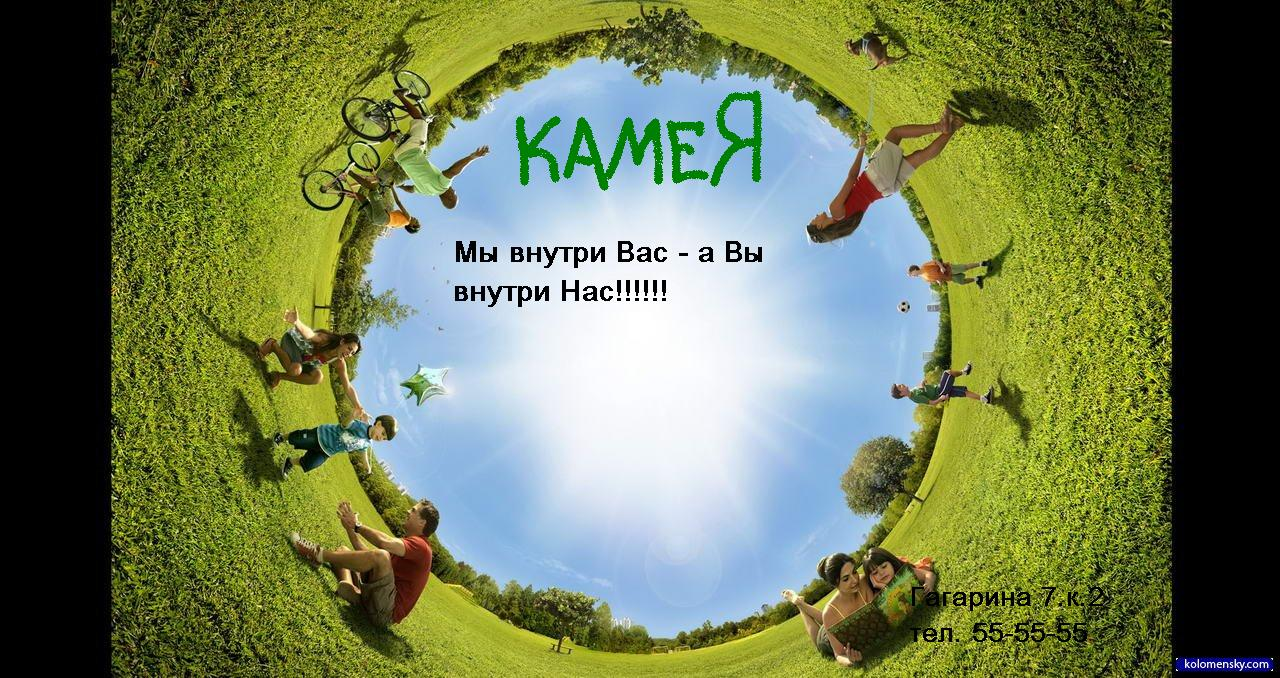 КАМЕЯ
Мы внутри Вас - а Вы
внутри Нас!!!!!!
Гагарина 7.к.2
тел. 55-55-55
kolomensky.com